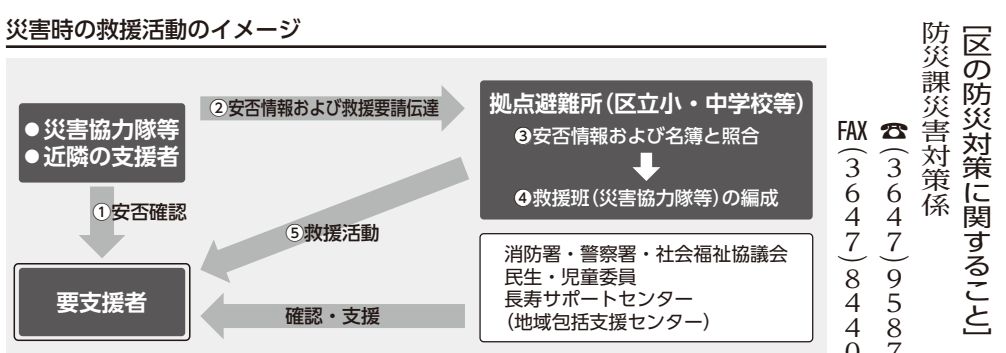 災害時の救援活動のイメージ
●災害協力隊等
●近隣の支援者
②安否情報および救援要請伝達
拠点避難所(区立小・中学校等)
❸安否情報および名簿と照合
❹救援班(災害協力隊等)の編成
①安否確認
⑤救援活動
要支援者
確認・支援
消防署・警察署・社会福祉協議会
民生・児童委員
長寿サポートセンター
(地域包括支援センター)
[区の防災対策に関すること]
防災課災害対策係
☎(3647)9587
FAX(3647)8440